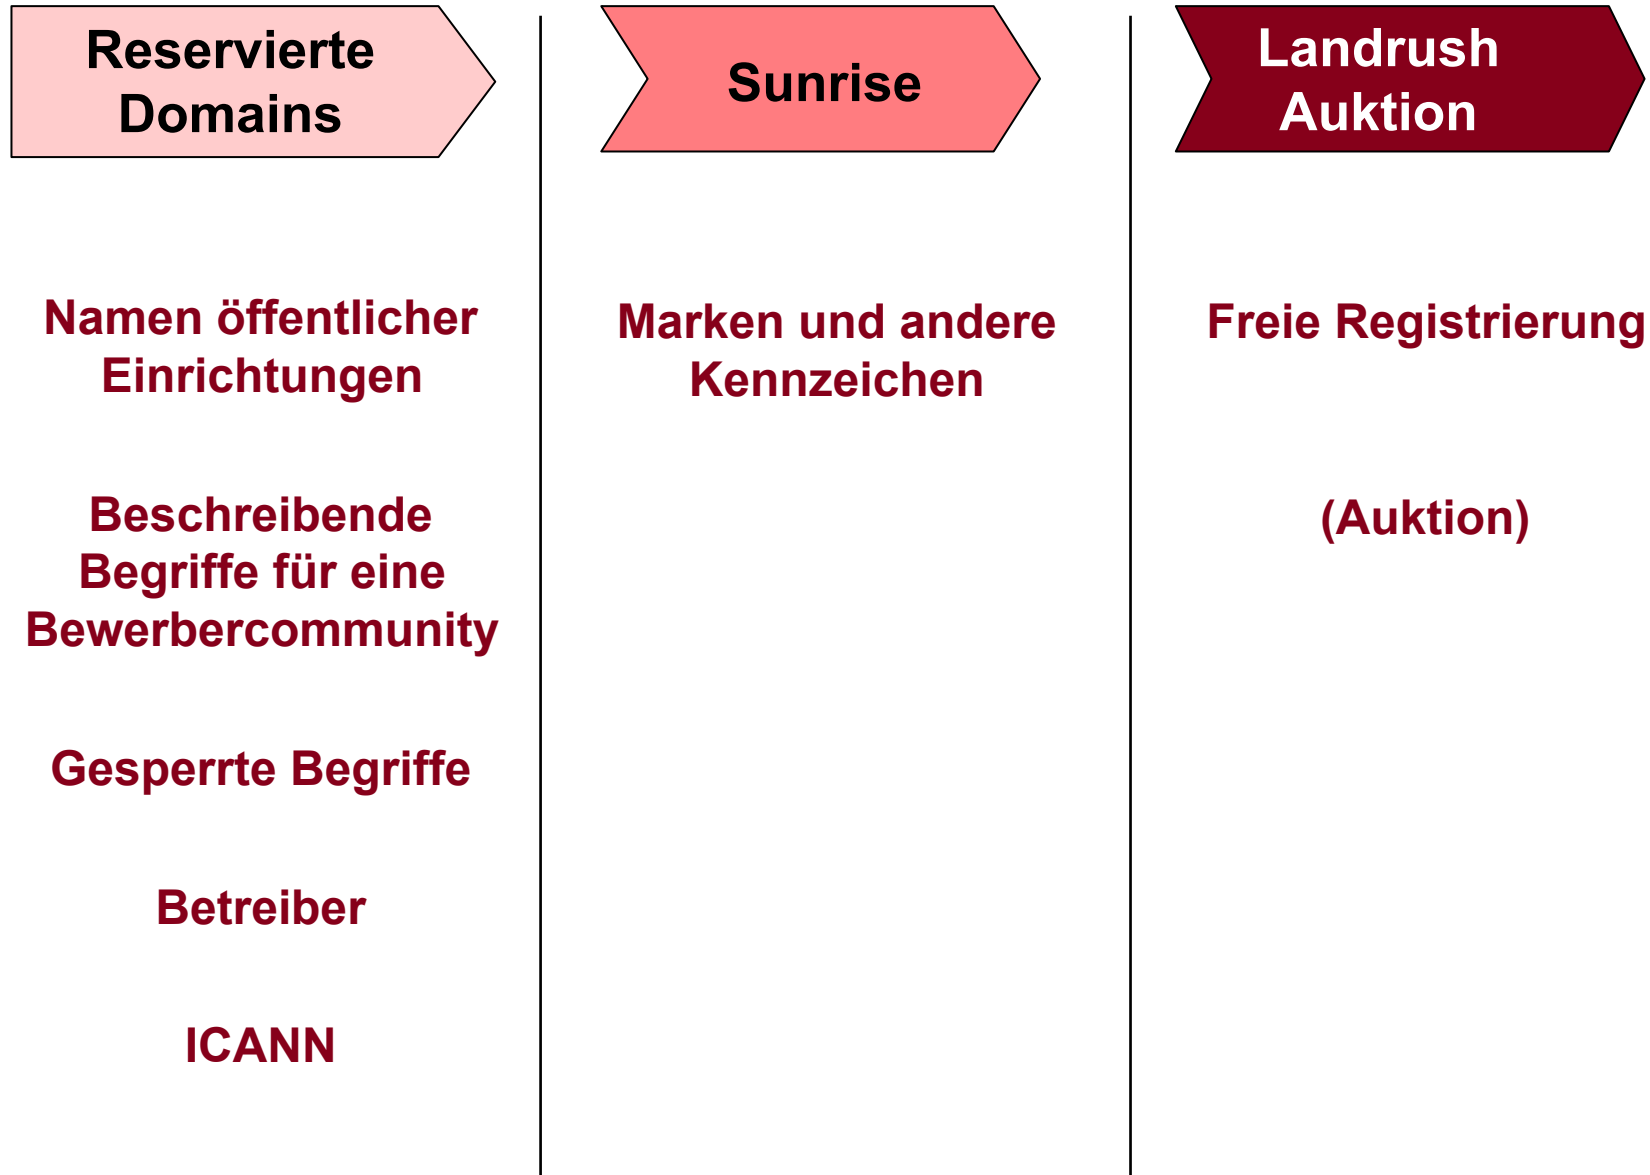 Reservierte
Domains
Sunrise
Landrush
Auktion
Namen öffentlicher
Einrichtungen
Beschreibende
Begriffe für eine
Bewerbercommunity
Gesperrte Begriffe
Betreiber
ICANN
Marken und andere
Kennzeichen
Freie Registrierung
(Auktion)